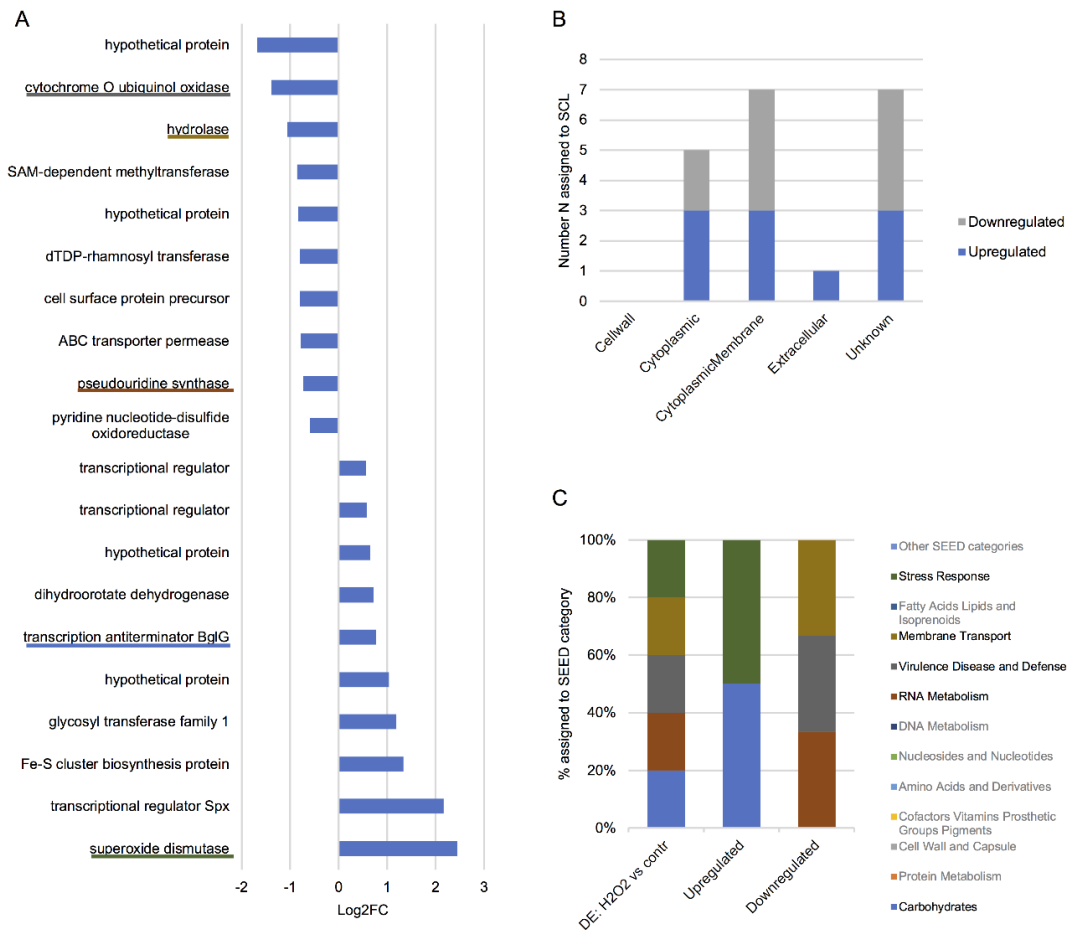 A
hypothetical protein
cytochrome O ubiquinol oxidase
hydrolase
SAM-dependent methyltransferase
hypothetical protein
dTDP-rhamnosyl transferase
cell surface protein precursor
ABC transporter permease
pseudouridine synthase
pyridine nucleotide-disulfide
oxidoreductase
transcriptional regulator
transcriptional regulator
hypothetical protein
dihydroorotate dehydrogenase
transcription antiterminator BglG
hypothetical protein
glycosyl transferase family 1
Fe-S cluster biosynthesis protein
transcriptional regulator Spx
superoxide dismutase
-2 -1 0 1 2 3
Log2FC
B
Number N assigned to SCL
8
7
6
5
4
3
2
1
0
Cellwall
Cytoplasmic
CytoplasmicMembrane
Extracellular
Unknown
Downregulated
Upregulated
C
% assigned to SEED category
100%
80%
60%
40%
20%
0%
DE: H2O2 vs contr
Upregulated
Downregulated
Other SEED categories
Stress Response
Fatty Acids Lipids and
Isoprenoids
Membrane Transport
Virulence Disease and Defense
RNA Metabolism
DNA Metabolism
Nucleosides and Nucleotides
Amino Acids and Derivatives
Cofactors Vitamins Prosthetic
Groups Pigments
Cell Wall and Capsule
Protein Metabolism
Carbohydrates